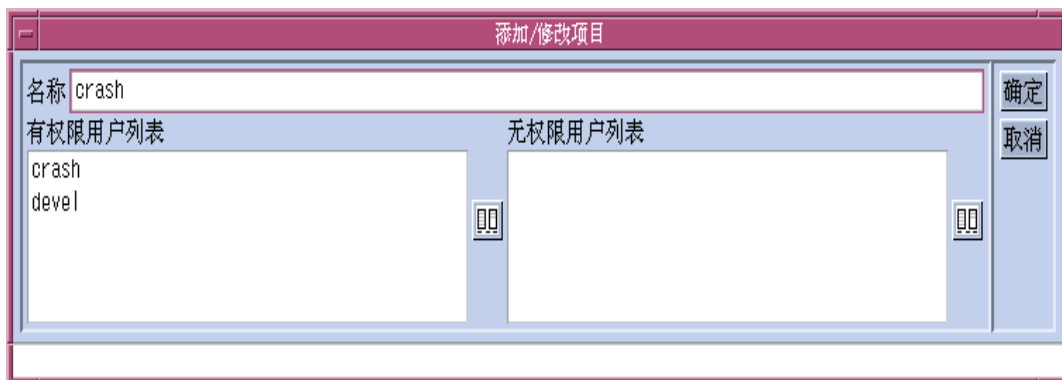 添加/修改项目
名称 crash
确定
有权限用户列表
无权限用户列表
取消
crash
devel